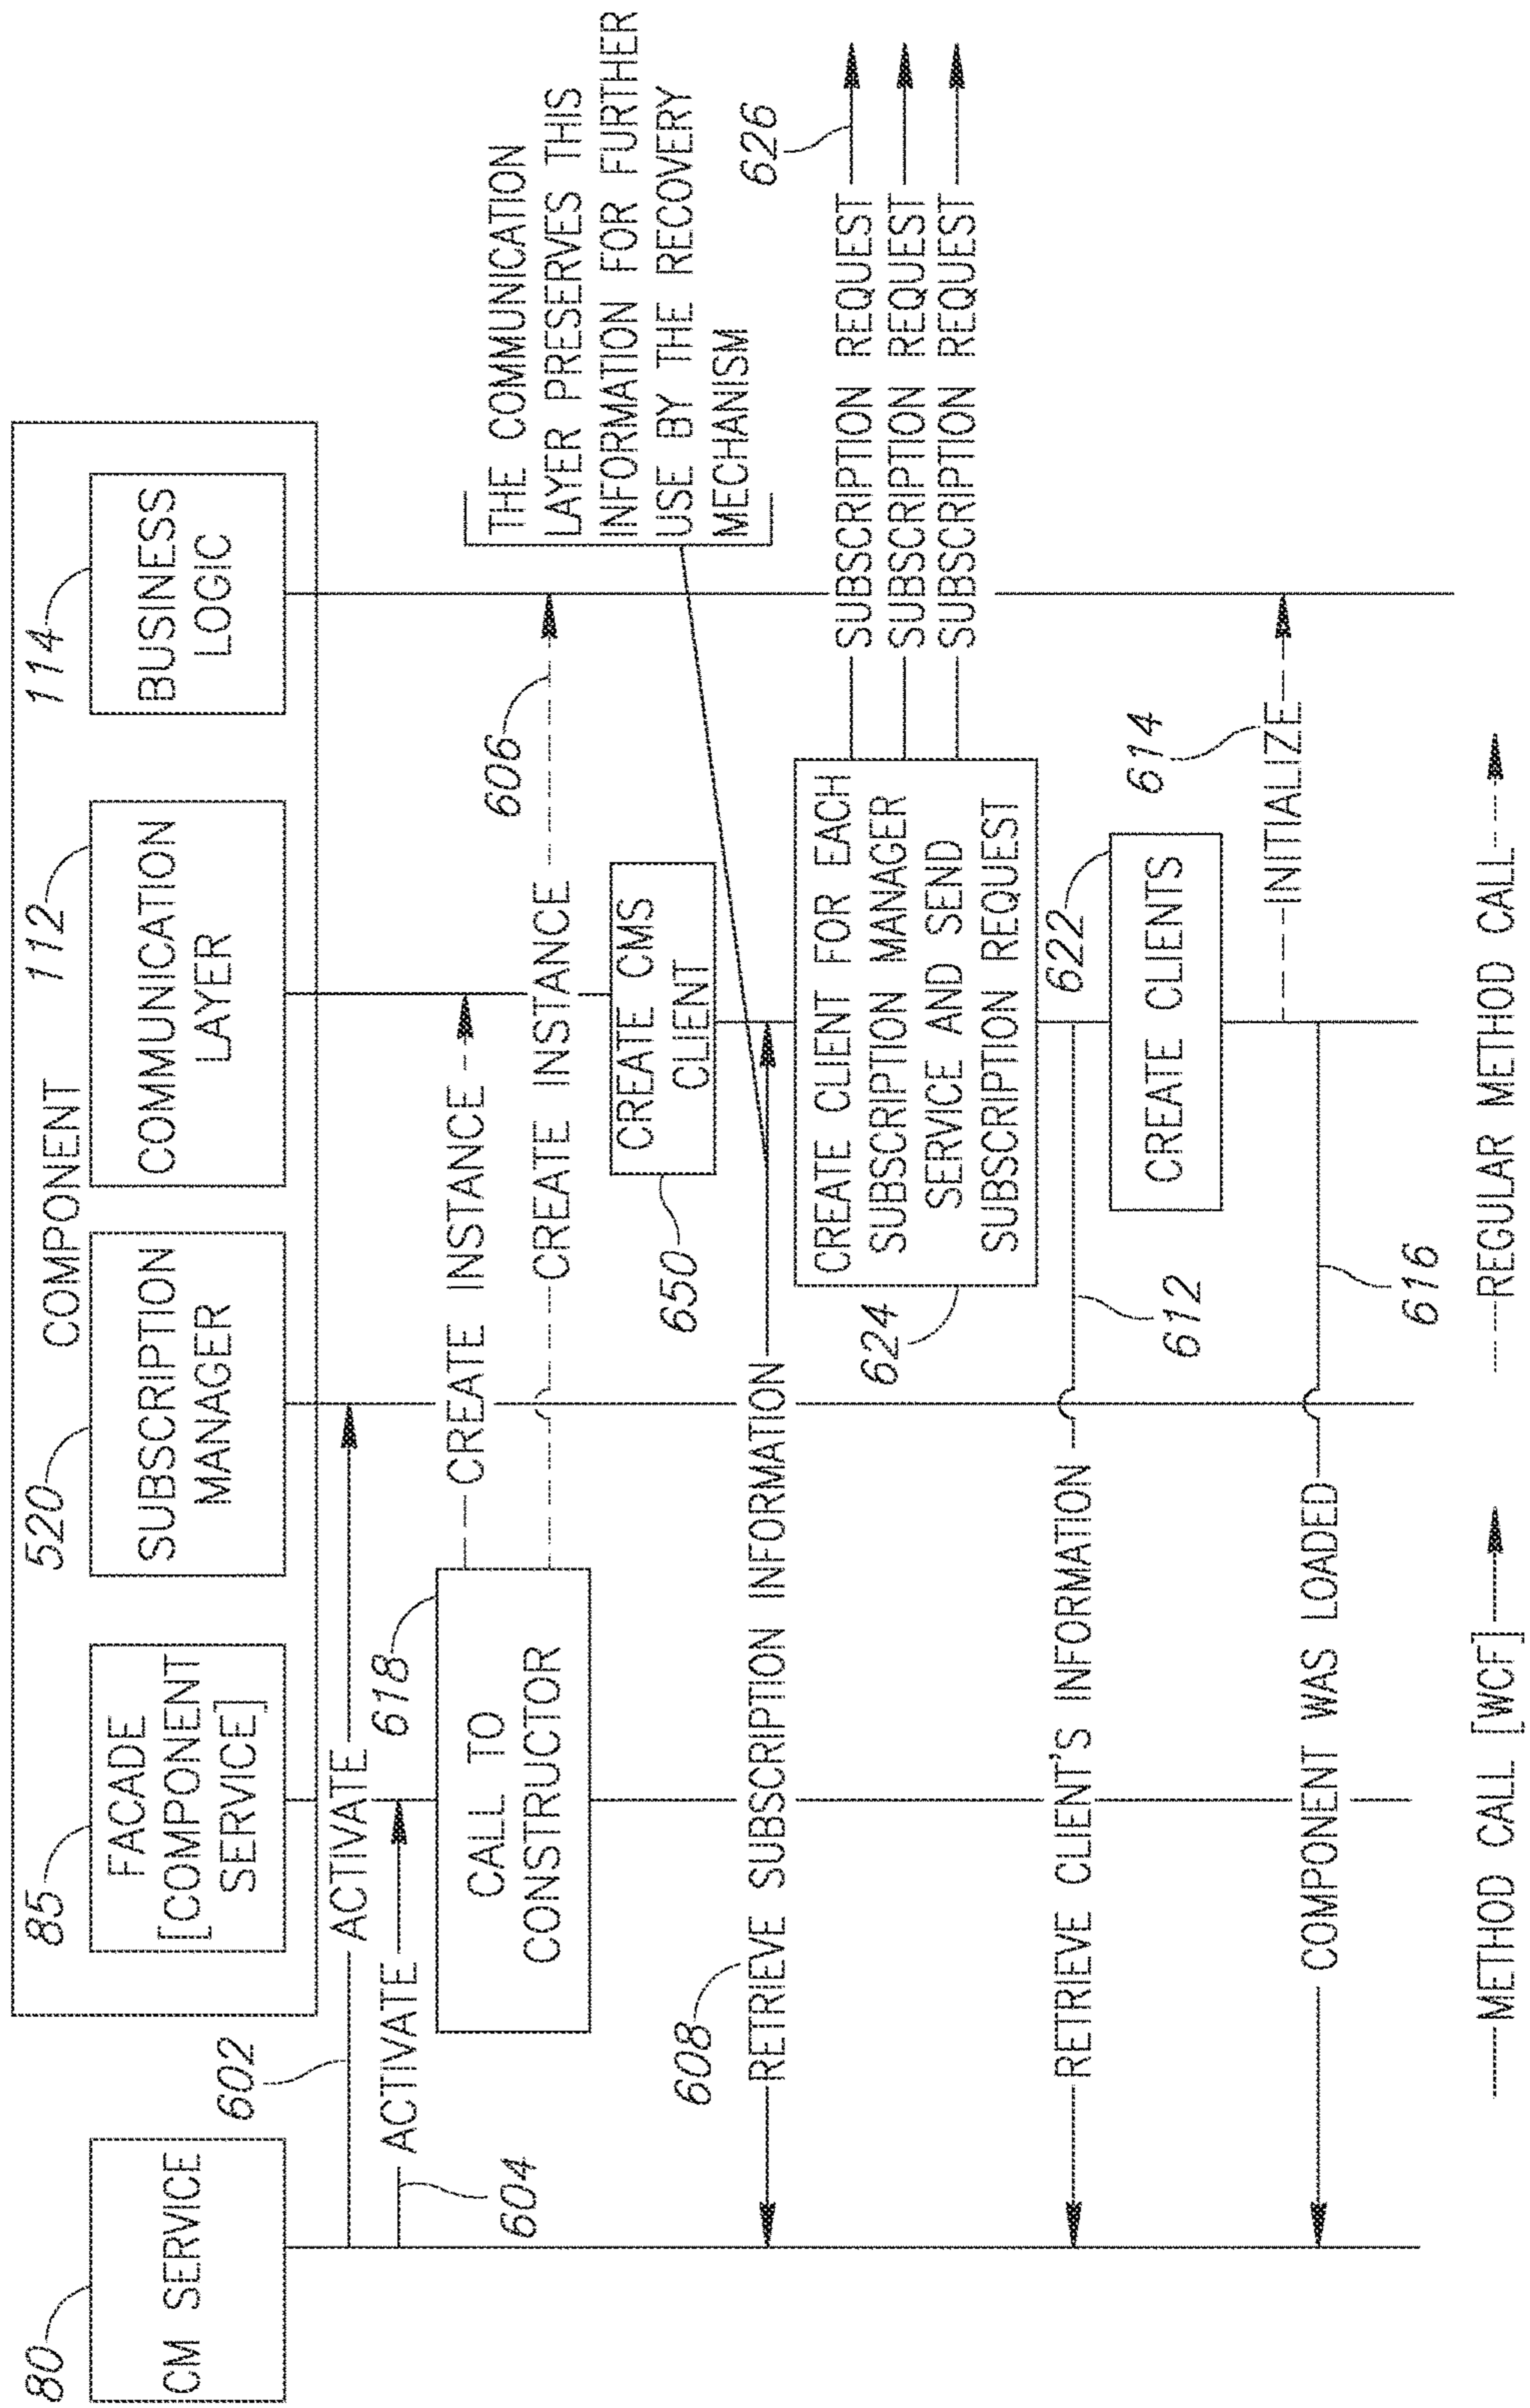 COMPONENT
80
85
520
112
114
CM SERVICE
FACADE
[COMPONENT
SERVICE]
SUBSCRIPTION
MANAGER
COMMUNICATION
LAYER
BUSINESS
LOGIC
602
ACTIVATE
604
ACTIVATE
618
CALL TO
CONSTRUCTOR
CREATE INSTANCE
606
CREATE INSTANCE
THE COMMUNICATION
LAYER PRESERVES THIS
INFORMATION FOR FURTHER
USE BY THE RECOVERY
MECHANISM
650
CREATE CMS
CLIENT
608
RETRIEVE SUBSCRIPTION INFORMATION
626
624
CREATE CLIENT FOR EACH
SUBSCRIPTION MANAGER
SERVICE AND SEND
SUBSCRIPTION REQUEST
SUBSCRIPTION REQUEST
SUBSCRIPTION REQUEST
SUBSCRIPTION REQUEST
RETRIEVE CLIENT'S INFORMATION
612
622
CREATE CLIENTS
614
INITIALIZE
COMPONENT WAS LOADED
616
METHOD CALL [WCF]
REGULAR METHOD CALL